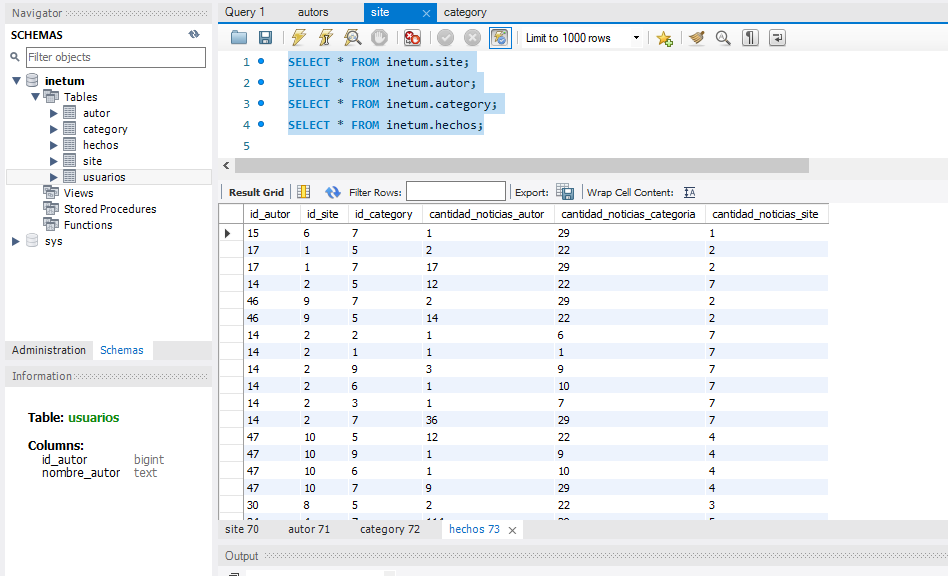 Navigator
SCHEMAS
Filter objects
inetum
Tables
autor
category
hechos
site
usuarios
Views
Stored Procedures
Functions
sys
Administration Schemas
Information
Table: usuarios
Columns:
id_autor bigint
nombre_autor text
Query 1 autors site category
Limit to 1000 rows
1 SELECT * FROM inetum.site;
2 SELECT * FROM inetum.autor;
3 SELECT * FROM inetum.category;
4 SELECT * FROM inetum.hechos;
5
Result Grid Filter Rows: Export: Wrap Cell Content:
id_autor id_site id_category cantidad_noticias_autor cantidad_noticias_categoria cantidad_noticias_site
15 6 7 1 29 1
17 1 5 2 22 2
17 1 7 17 29 2
14 2 5 12 22 7
46 9 7 2 29 2
46 9 5 14 22 2
14 2 2 1 6 7
14 2 1 1 1 7
14 2 9 3 9 7
14 2 6 1 10 7
14 2 3 1 7 7
14 2 7 36 29 7
47 10 5 12 22 4
47 10 9 1 9 4
47 10 6 1 10 4
47 10 7 9 29 4
30 8 5 2 22 3
site 70 autor 71 category 72 hechos 73
Output